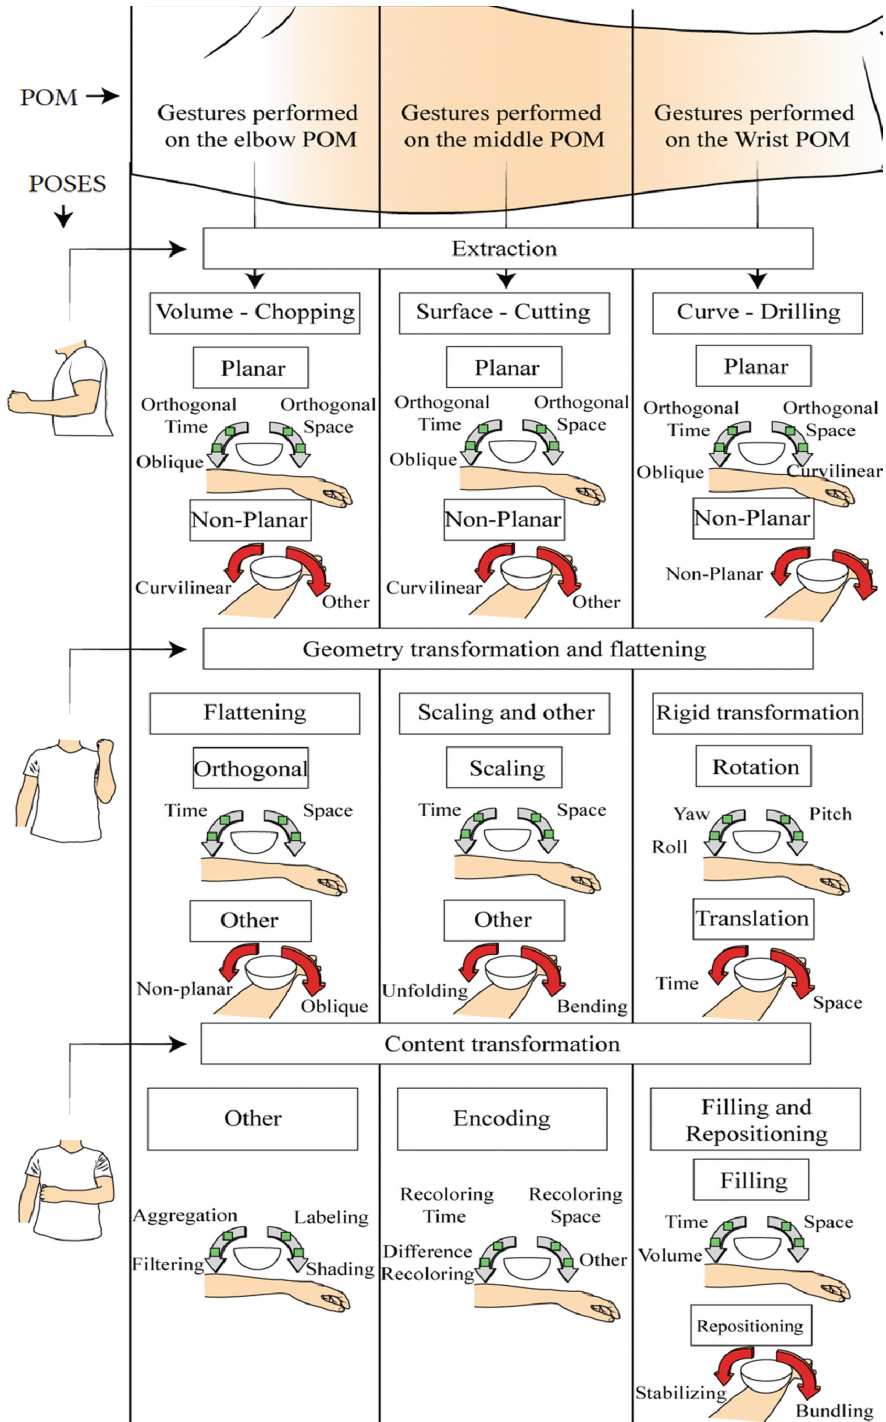 POM
Gestures performed
on the elbow POM
Gestures performed
on the middle POM
Gestures performed
on the Wrist POM
POSES
Extraction
Volume - Chopping
Surface - Cutting
Curve - Drilling
Planar
Planar
Planar
Orthogonal
Time
Orthogonal
Space
Oblique
Orthogonal
Time
Orthogonal
Space
Oblique
Orthogonal
Time
Orthogonal
Space
Oblique
Curvilinear
Non-Planar
Non-Planar
Non-Planar
Curvilinear
Other
Curvilinear
Other
Non-Planar
Geometry transformation and flattening
Flattening
Scaling and other
Rigid transformation
Orthogonal
Scaling
Rotation
Time
Space
Time
Space
Yaw
Pitch
Roll
Other
Other
Translation
Non-planar
Oblique
Unfolding
Bending
Time
Space
Content transformation
Other
Encoding
Filling and
Repositioning
Filling
Aggregation
Labeling
Filtering
Shading
Recoloring
Time
Recoloring
Space
Difference
Recoloring
Other
Time
Space
Volume
Repositioning
Stabilizing
Bundling